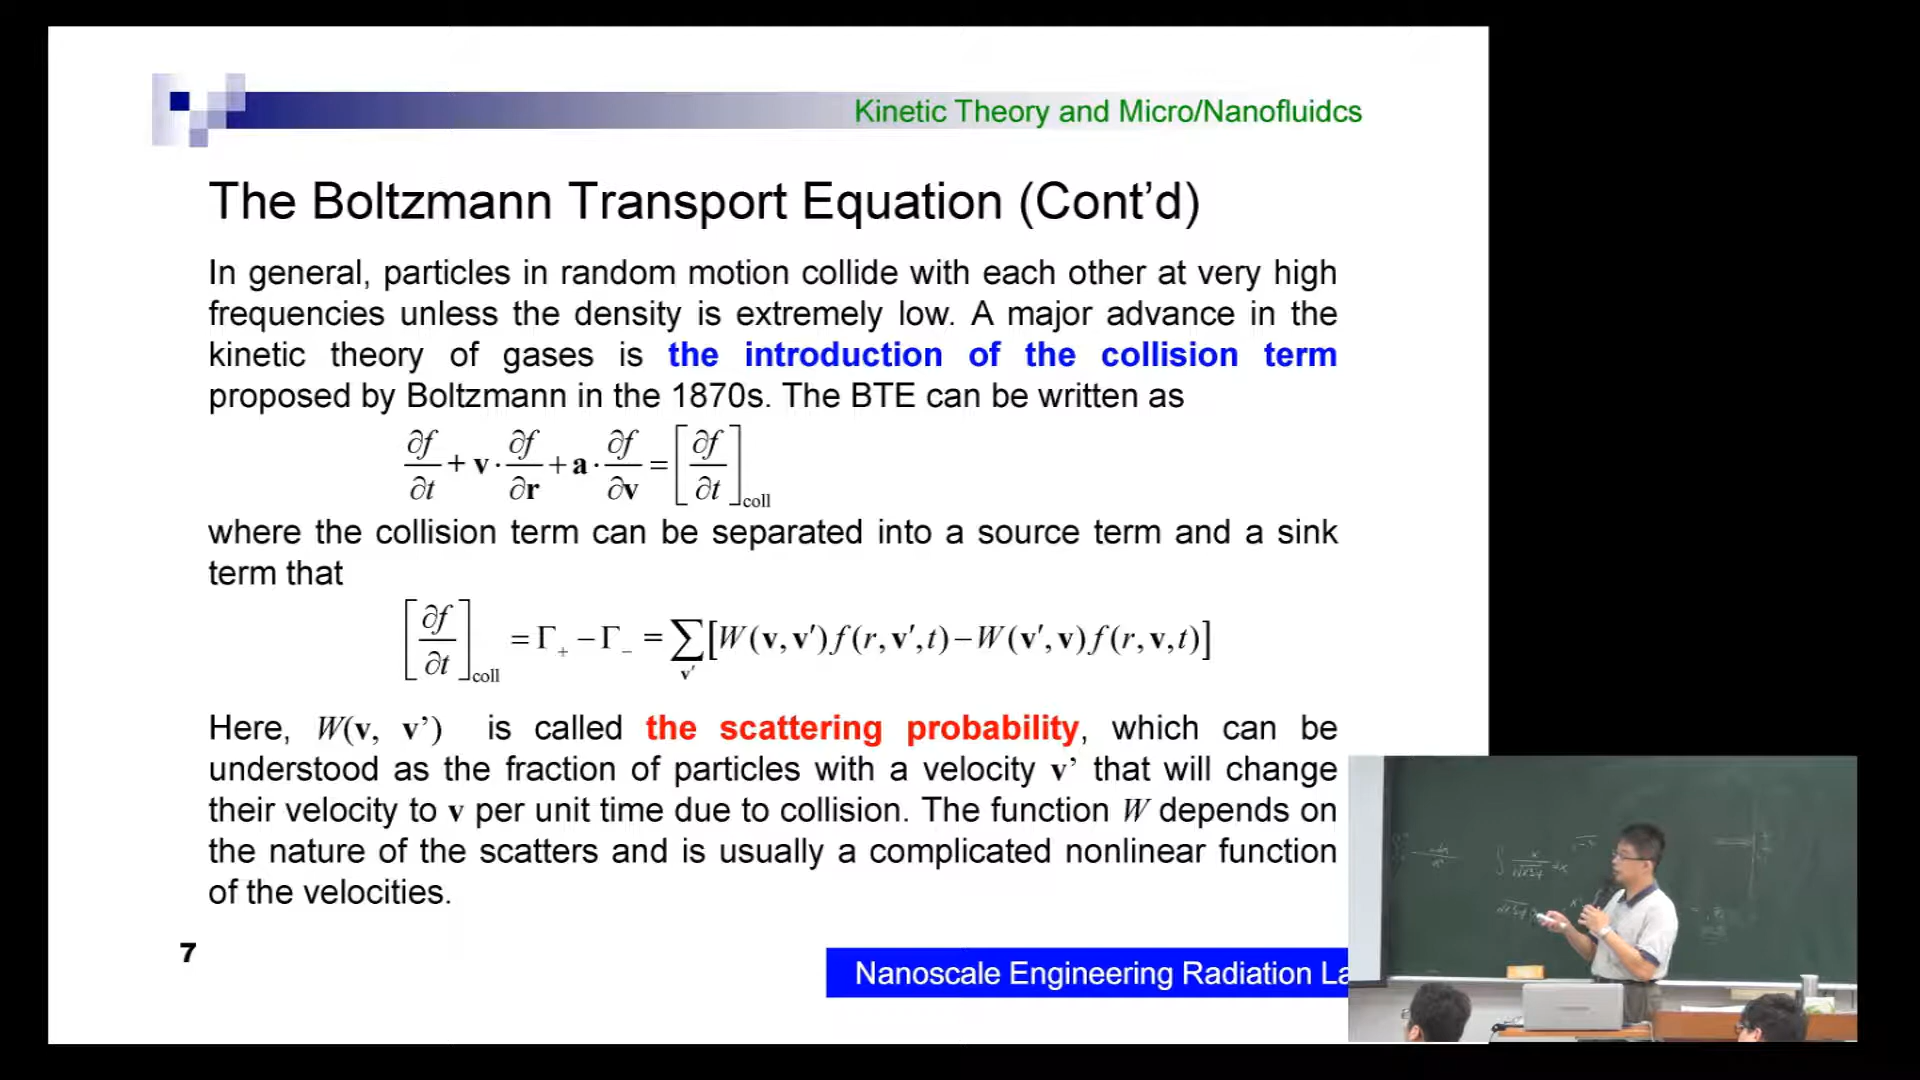 Kinetic Theory and Micro/Nanofluidcs
The Boltzmann Transport Equation (Cont’d)
In general, particles in random motion collide with each other at very high
frequencies unless the density is extremely low. A major advance in the
kinetic theory of gases is the introduction of the collision term
proposed by Boltzmann in the 1870s. The BTE can be written as
∂f/∂t + v · ∂f/∂r + a · ∂f/∂v = [∂f/∂t]coll
where the collision term can be separated into a source term and a sink
term that
[∂f/∂t]coll = Γ+ − Γ− = ∑v′ [W(v,v′) f(r,v′,t) − W(v′,v) f(r,v,t)]
Here, W(v, v’) is called the scattering probability, which can be
understood as the fraction of particles with a velocity v’ that will change
their velocity to v per unit time due to collision. The function W depends on
the nature of the scatters and is usually a complicated nonlinear function
of the velocities.
7
Nanoscale Engineering Radiation La